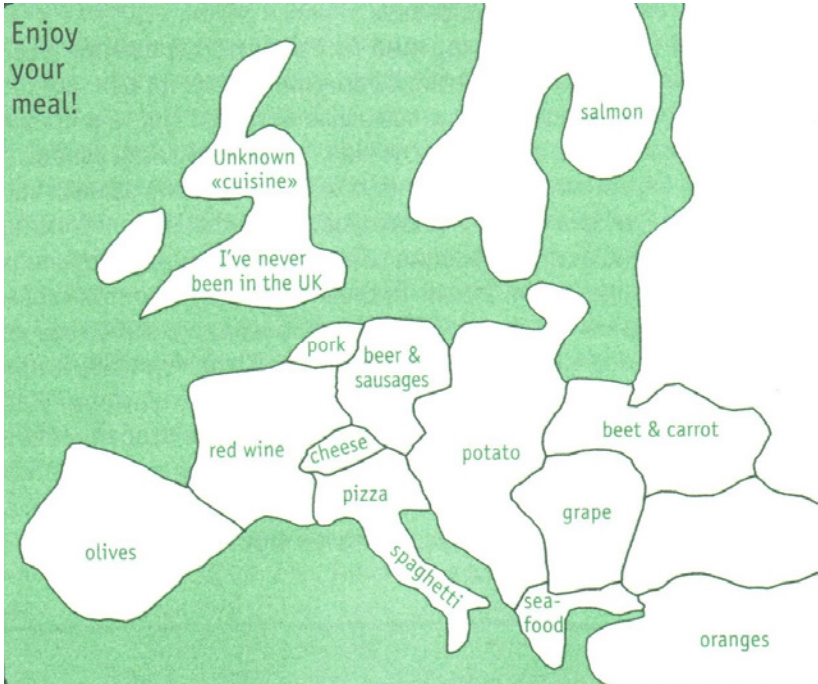 Enjoy
your
meal!
salmon
Unknown
«cuisine»
I've never
been in the UK
pork
beer &
sausages
beet & carrot
red wine
cheese
potato
pizza
grape
olives
spaghetti
sea-
food
oranges